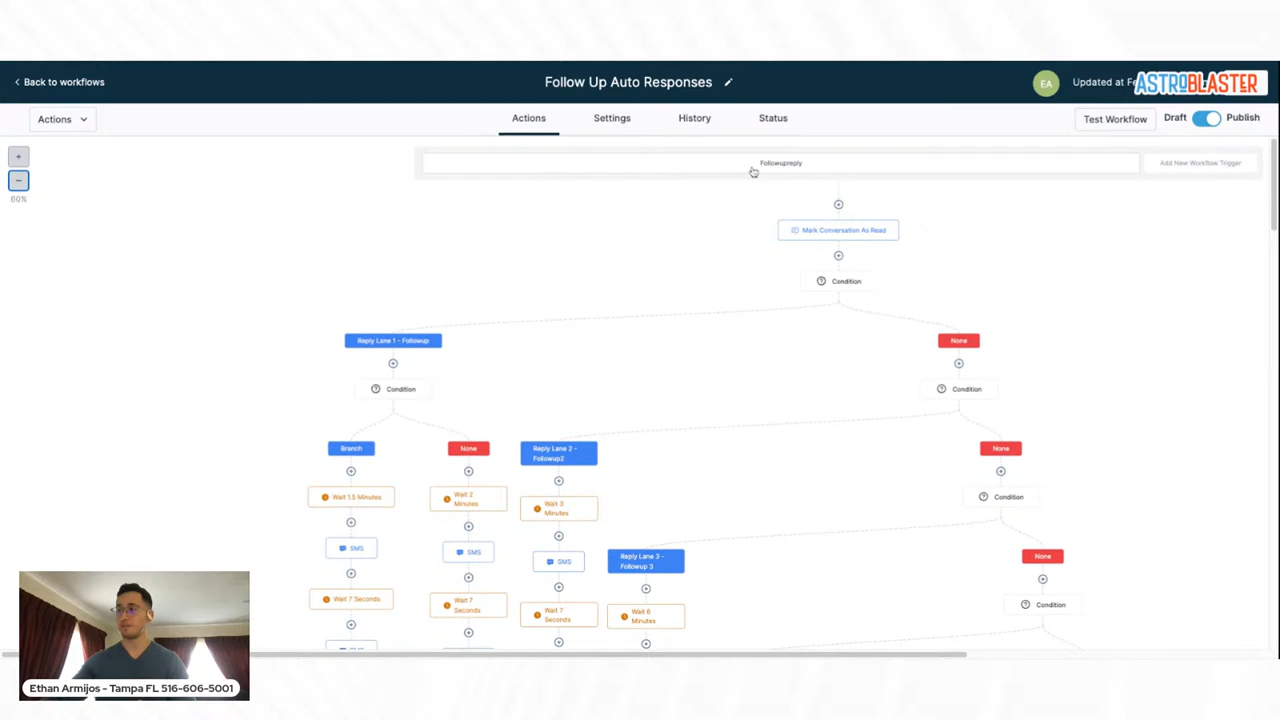 Back to workflows
Follow Up Auto Responses
EA
Updated at Fe
ASTROBLASTER
Actions
Actions
Settings
History
Status
Test Workflow
Draft
Publish
+
−
60%
Followupreply
Add New Workflow Trigger
Mark Conversation As Read
Condition
Reply Lane 1 - Followup
None
Condition
Condition
Branch
None
Reply Lane 2 -
Followup2
None
Wait 1.5 Minutes
Wait 2
Minutes
Wait 3
Minutes
Condition
SMS
SMS
SMS
Reply Lane 3 -
Followup 3
None
Wait 7 Seconds
Wait 7
Seconds
Wait 7
Seconds
Wait 6
Minutes
Condition
Ethan Armijos - Tampa FL 516-606-5001